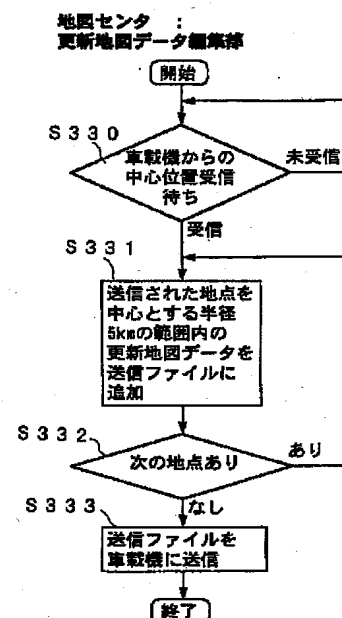 地図センタ :
更新地図データ編集部
開始
S330
車載機からの
中心位置受信
待ち
未受信
受信
S331
送信された地点を
中心とする半径
5kmの範囲内の
更新地図データを
送信ファイルに
追加
S332
次の地点あり
あり
なし
S333
送信ファイルを
車載機に送信
終了